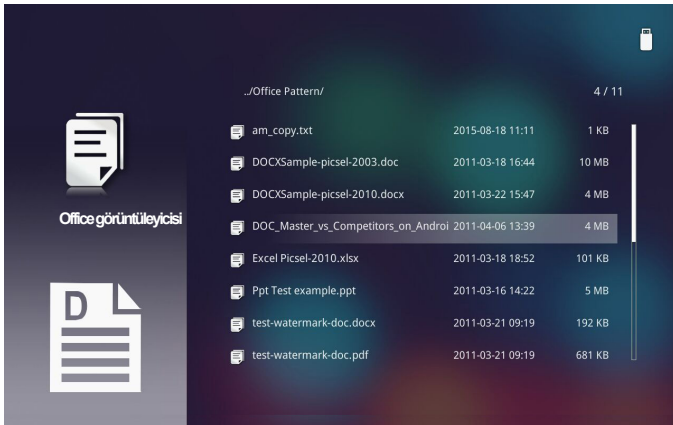 ../Office Pattern/ 4 / 11
am_copy.txt 2015-08-18 11:11 1 KB
DOCXSample-picsel-2003.doc 2011-03-18 16:44 10 MB
DOCXSample-picsel-2010.docx 2011-03-22 15:47 4 MB
Office görüntüleyicisi
DOC_Master_vs_Competitors_on_Androi 2011-04-06 13:39 4 MB
Excel Picsel-2010.xlsx 2011-03-18 18:52 101 KB
Ppt Test example.ppt 2011-03-16 14:22 5 MB
D
test-watermark-doc.docx 2011-03-21 09:19 192 KB
test-watermark-doc.pdf 2011-03-21 09:19 681 KB